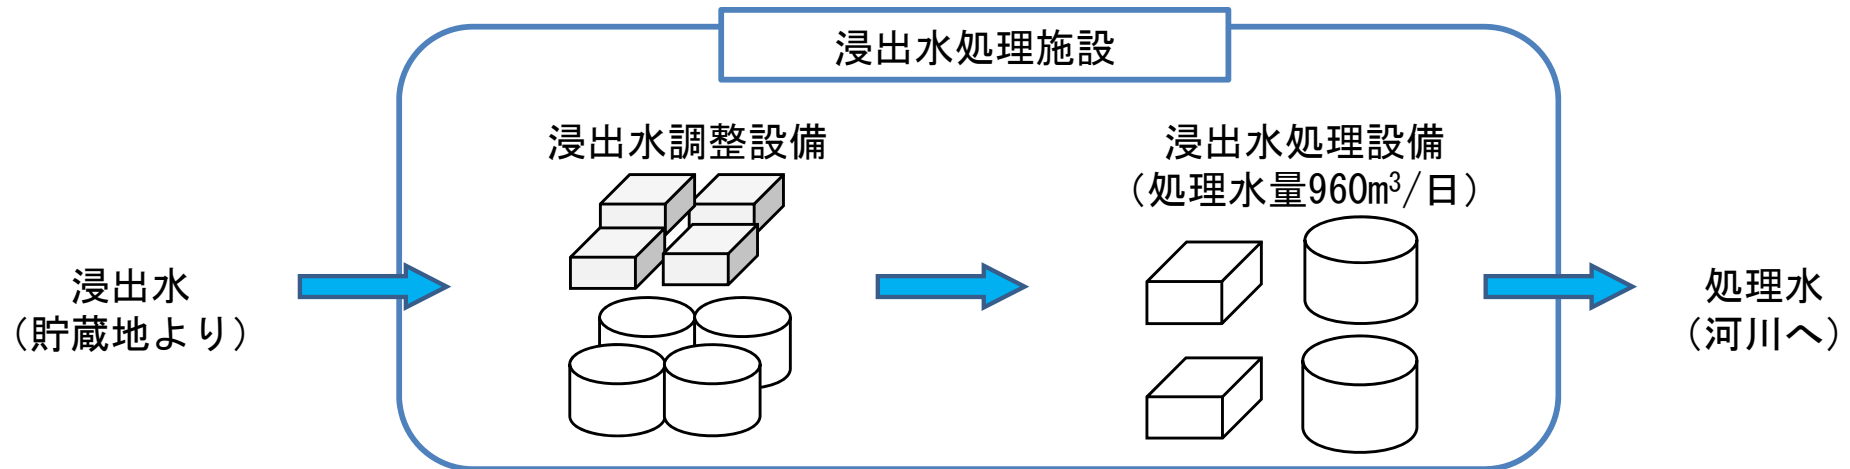 浸出水処理施設
浸出水調整設備
浸出水処理設備
（処理水量960m³/日）
浸出水
（貯蔵地より）
処理水
（河川へ）